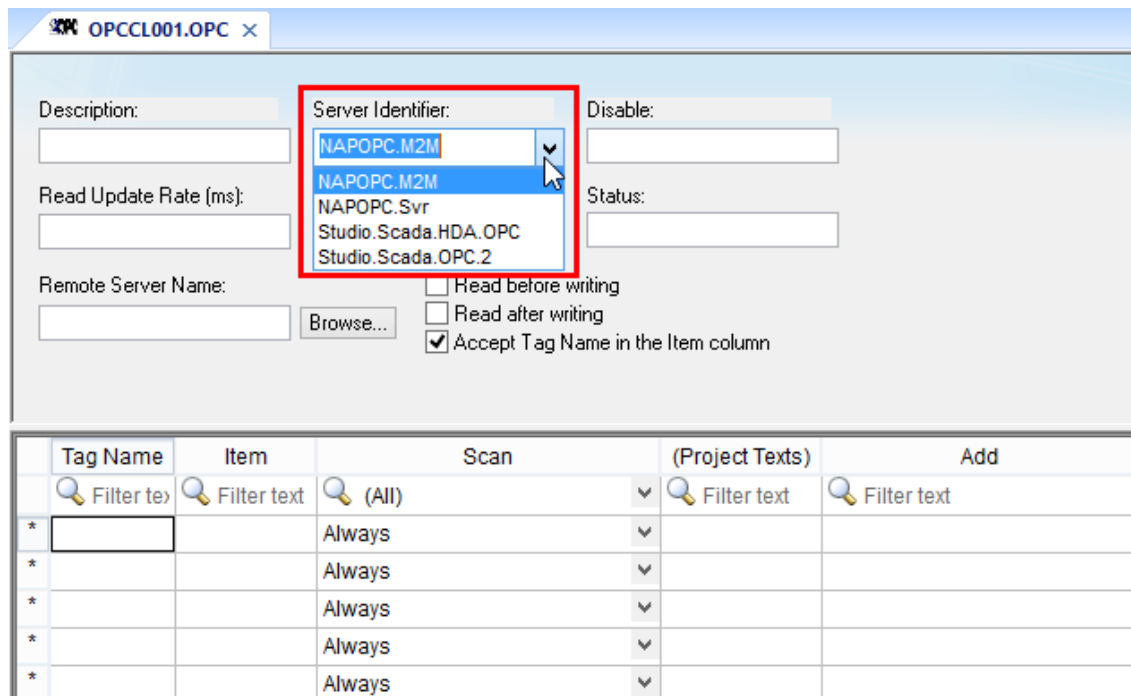 OPCCL001.OPC
Description: Server Identifier: Disable:
NAPOPC.M2M
NAPOPC.M2M
Read Update Rate (ms): Status:
NAPOPC.Svr
Studio.Scada.HDA.OPC
Studio.Scada.OPC.2
Remote Server Name: Read before writing
Browse... Read after writing
Accept Tag Name in the Item column
Tag Name Item Scan (Project Texts) Add
Filter tex Filter text (All) Filter text Filter text
* Always
* Always
* Always
* Always
* Always